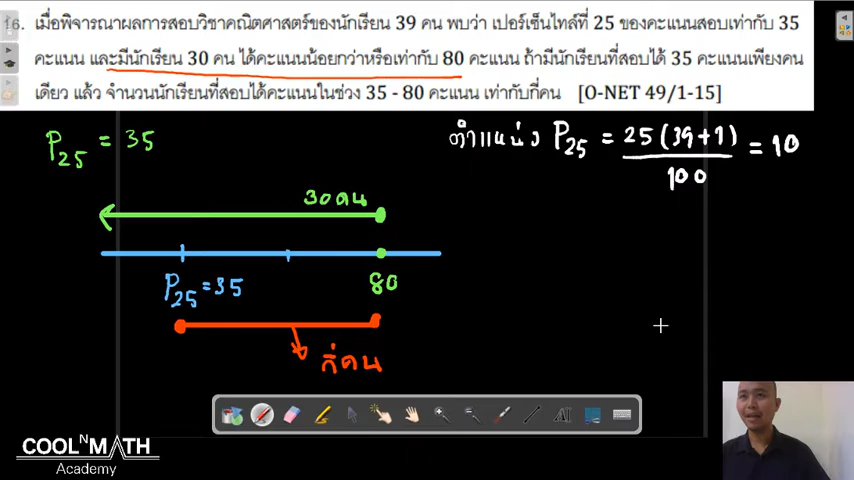 16. เมื่อพิจารณาผลการสอบวิชาคณิตศาสตร์ของนักเรียน 39 คน พบว่า เปอร์เซ็นไทล์ที่ 25 ของคะแนนสอบเท่ากับ 35
คะแนน และมีนักเรียน 30 คน ได้คะแนนน้อยกว่าหรือเท่ากับ 80 คะแนน ถ้ามีนักเรียนที่สอบได้ 35 คะแนนเพียงคน
เดียว แล้ว จำนวนนักเรียนที่สอบได้คะแนนในช่วง 35 - 80 คะแนน เท่ากับกี่คน [O-NET 49/1-15]
P25 = 35
ตำแหน่ง P25 = 25(39+1) = 10
100
30คน
P25=35
80
กี่คน
COOL N MATH
Academy